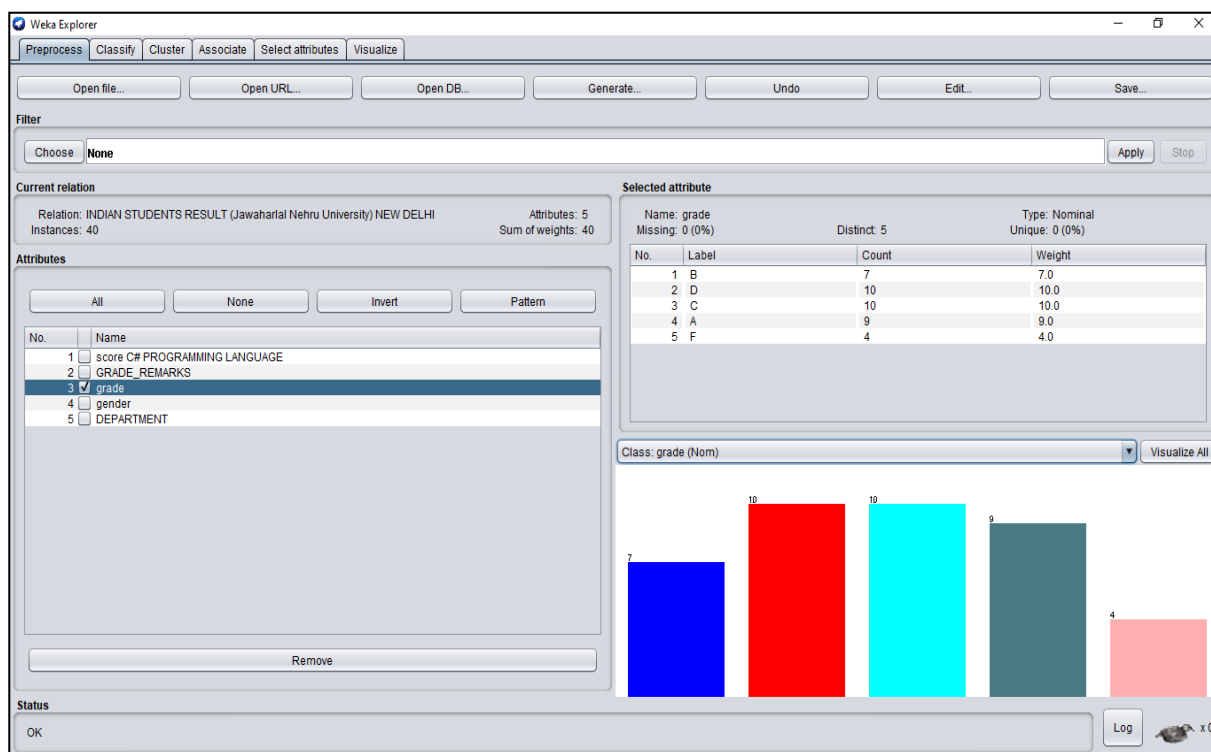 Weka Explorer
Preprocess Classify Cluster Associate Select attributes Visualize
Open file... Open URL... Open DB... Generate... Undo Edit... Save...
Filter
Choose None Apply Stop
Current relation
Relation: INDIAN STUDENTS RESULT (Jawaharlal Nehru University) NEW DELHI Attributes: 5
Instances: 40 Sum of weights: 40
Attributes
All None Invert Pattern
No. Name
1 score C# PROGRAMMING LANGUAGE
2 GRADE_REMARKS
3 grade
4 gender
5 DEPARTMENT
Remove
Selected attribute
Name: grade Type: Nominal
Missing: 0 (0%) Distinct: 5 Unique: 0 (0%)
No. Label Count Weight
1 B 7 7.0
2 D 10 10.0
3 C 10 10.0
4 A 9 9.0
5 F 4 4.0
Class: grade (Nom) Visualize All
7 10 10 9 4
Status
OK Log x 0